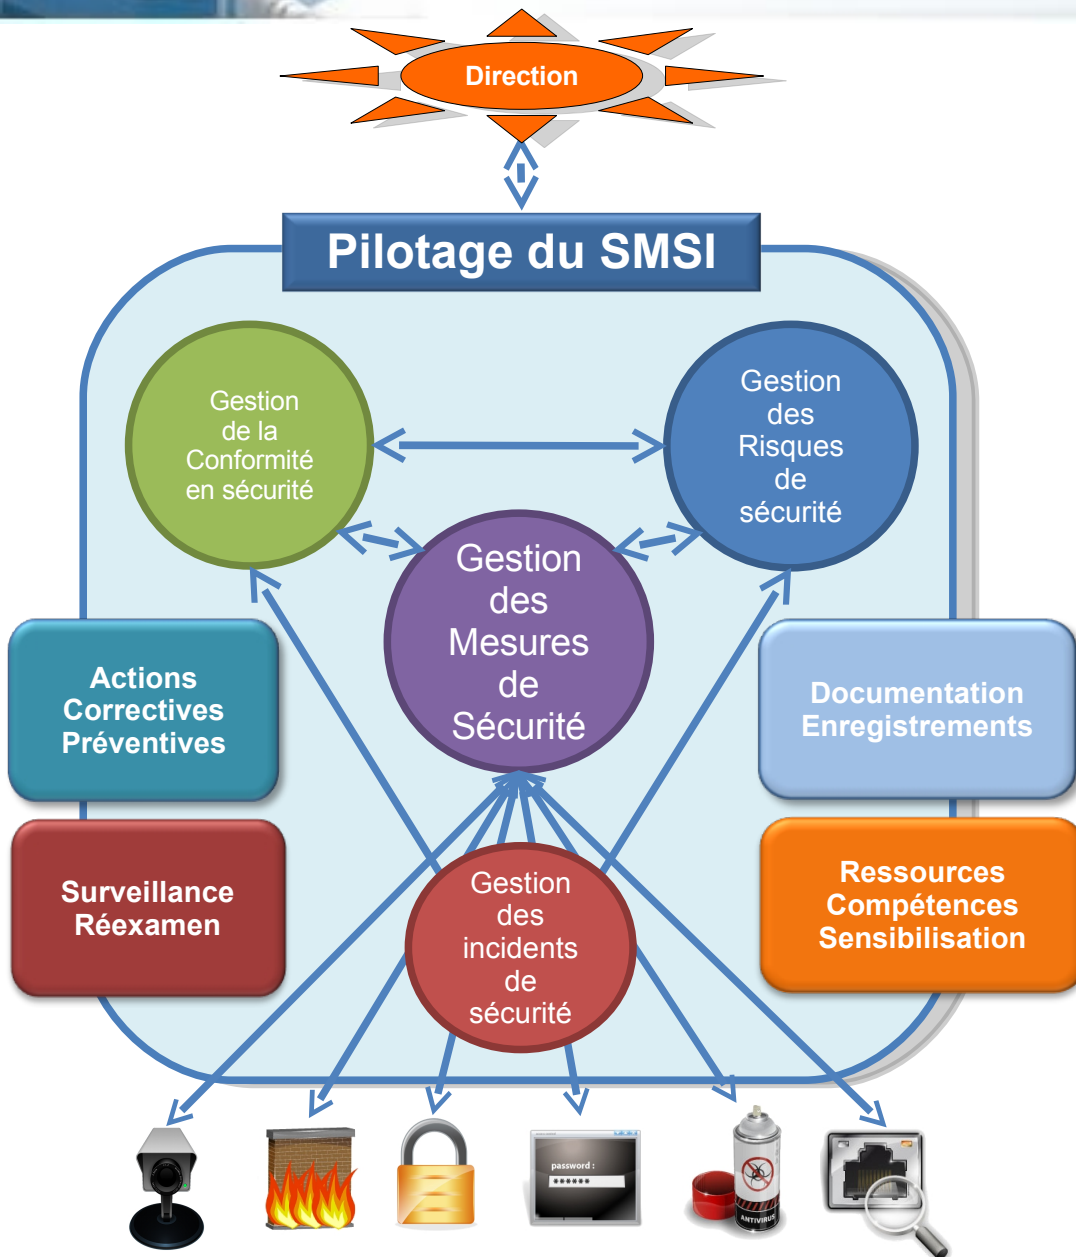 Direction
Pilotage du SMSI
Gestion
de la
Conformité
en sécurité
Gestion
des
Risques
de
sécurité
Gestion
des
Mesures
de
Sécurité
Actions
Correctives
Préventives
Documentation
Enregistrements
Surveillance
Réexamen
Gestion
des
incidents
de
sécurité
Ressources
Compétences
Sensibilisation
password :
******
ANTIVIRUS